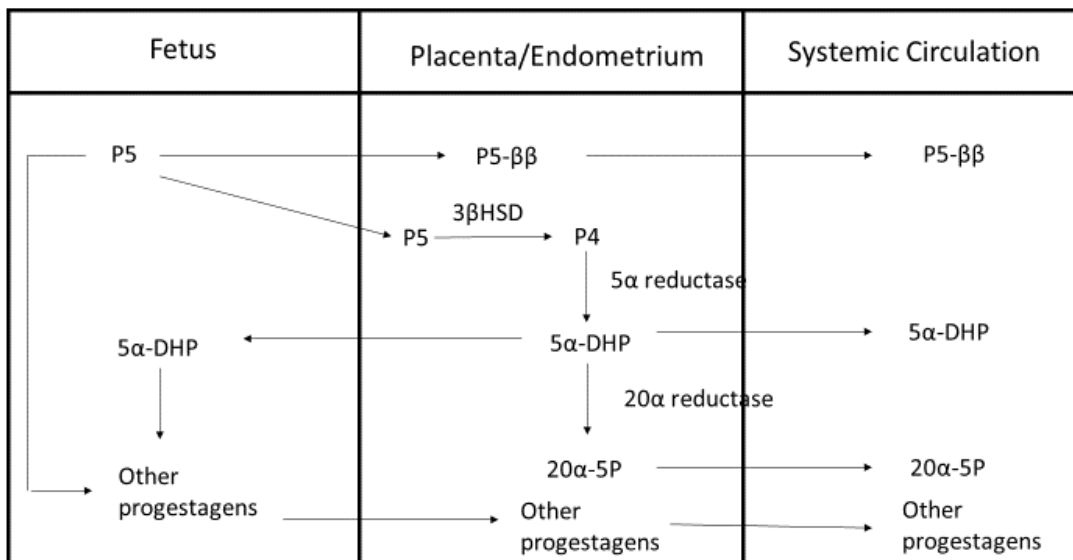 Fetus
Placenta/Endometrium
Systemic Circulation
P5
P5-ββ
P5-ββ
3βHSD
P5
P4
5α reductase
5α-DHP
5α-DHP
5α-DHP
20α reductase
20α-5P
20α-5P
Other
progestagens
Other
progestagens
Other
progestagens